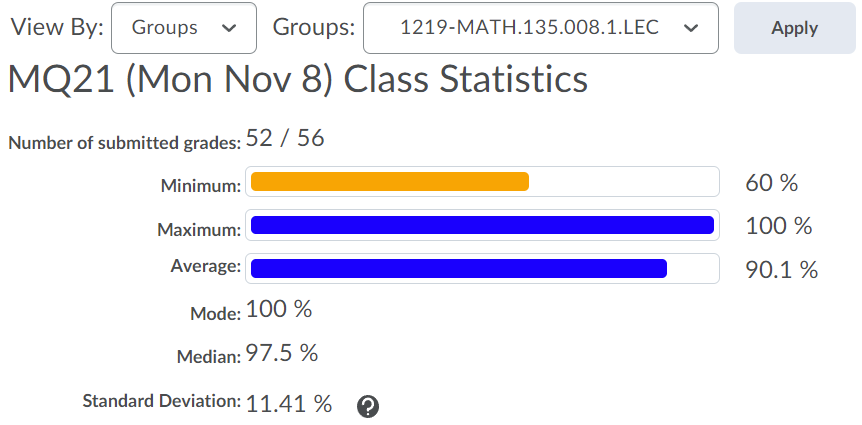 View By: Groups Groups: 1219-MATH.135.008.1.LEC Apply
MQ21 (Mon Nov 8) Class Statistics
Number of submitted grades: 52 / 56
Minimum: 60 %
Maximum: 100 %
Average: 90.1 %
Mode: 100 %
Median: 97.5 %
Standard Deviation: 11.41 % ?